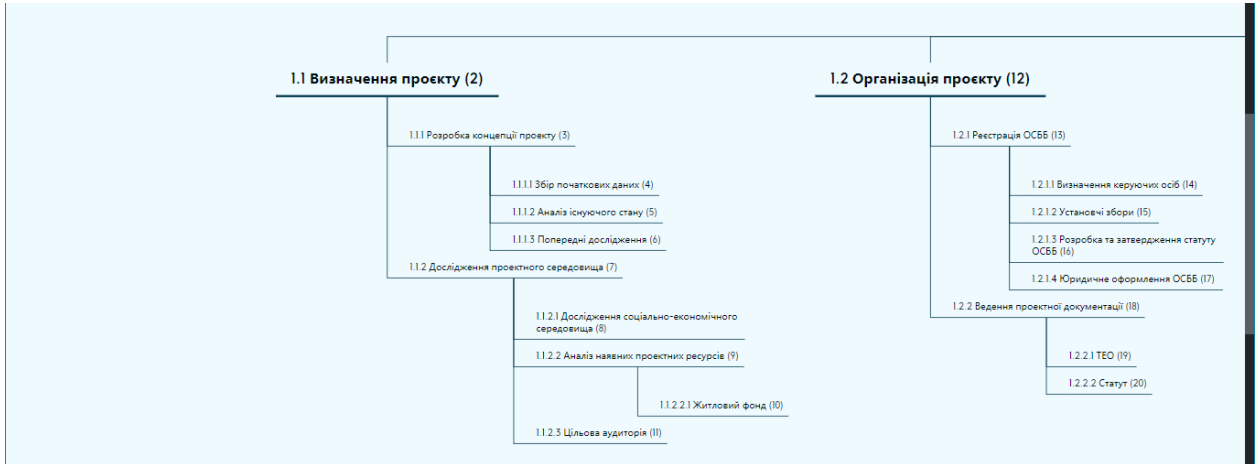 1.1 Визначення проєкту (2)
1.1.1 Розробка концепції проекту (3)
1.1.1.1 Збір початкових даних (4)
1.1.1.2 Аналіз існуючого стану (5)
1.1.1.3 Попередні дослідження (6)
1.1.2 Дослідження проектного середовища (7)
1.1.2.1 Дослідження соціально-економічного
середовища (8)
1.1.2.2 Аналіз наявних проектних ресурсів (9)
1.1.2.2.1 Житловий фонд (10)
1.1.2.3 Цільова аудиторія (11)
1.2 Організація проєкту (12)
1.2.1 Реєстрація ОСББ (13)
1.2.1.1 Визначення керуючих осіб (14)
1.2.1.2 Установчі збори (15)
1.2.1.3 Розробка та затвердження статуту
ОСББ (16)
1.2.1.4 Юридичне оформлення ОСББ (17)
1.2.2 Ведення проектної документації (18)
1.2.2.1 ТЕО (19)
1.2.2.2 Статут (20)